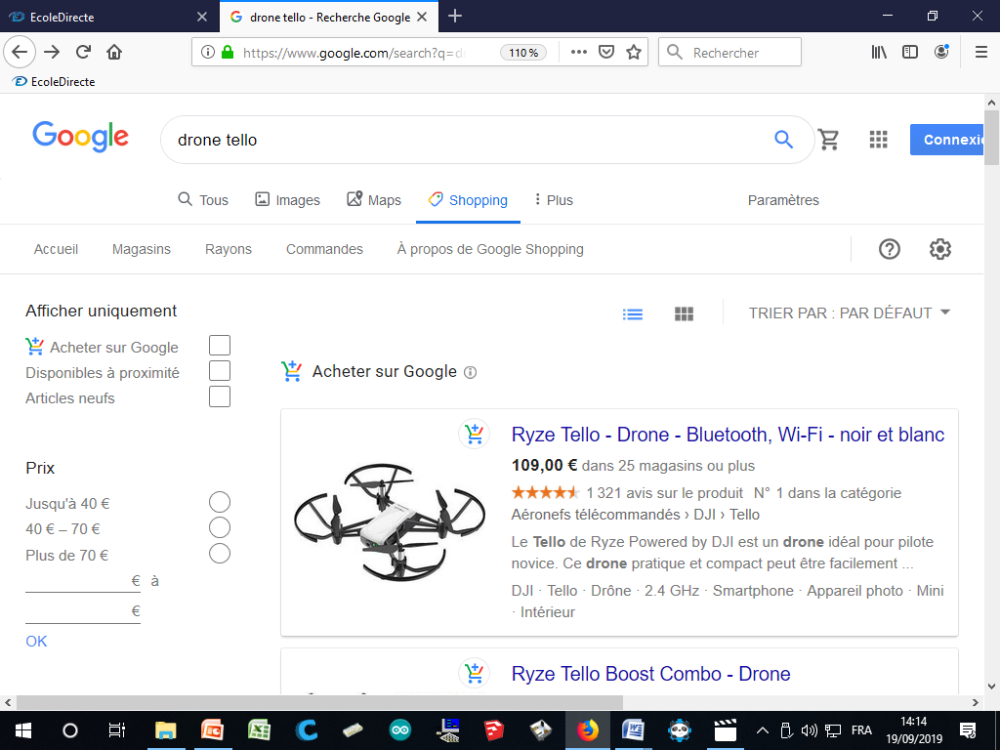 EcoleDirecte
drone tello - Recherche Google
https://www.google.com/search?q=d
110 %
Rechercher
EcoleDirecte
Google
drone tello
Connexi
Tous
Images
Maps
Shopping
Plus
Paramètres
Accueil
Magasins
Rayons
Commandes
À propos de Google Shopping
Afficher uniquement
Acheter sur Google
Disponibles à proximité
Articles neufs
Prix
Jusqu'à 40 €
40 € – 70 €
Plus de 70 €
€ à
€
OK
TRIER PAR : PAR DÉFAUT
Acheter sur Google
Ryze Tello - Drone - Bluetooth, Wi-Fi - noir et blanc
109,00 € dans 25 magasins ou plus
1 321 avis sur le produit N° 1 dans la catégorie
Aéronefs télécommandés › DJI › Tello
Le Tello de Ryze Powered by DJI est un drone idéal pour pilote
novice. Ce drone pratique et compact peut être facilement ...
DJI · Tello · Drône · 2.4 GHz · Smartphone · Appareil photo · Mini
· Intérieur
Ryze Tello Boost Combo - Drone
FRA
14:14
19/09/2019